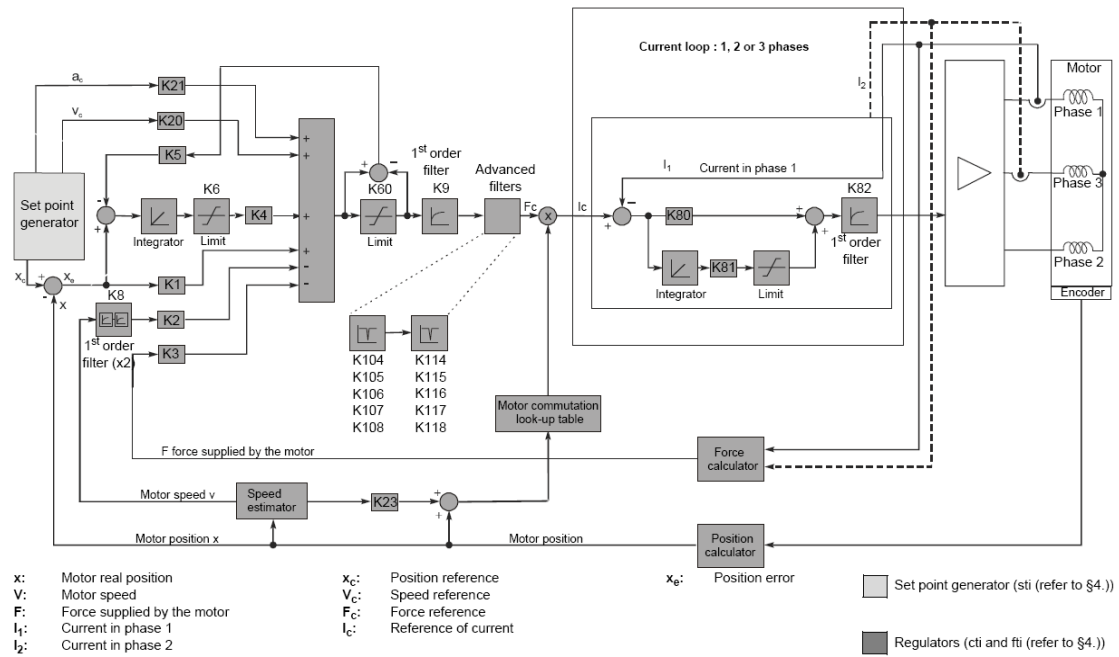 Current loop : 1, 2 or 3 phases
I2
Motor
Phase 1
Phase 3
Phase 2
Encoder
ac
K21
vc
K20
K5
Set point
generator
+
+
+
+
-
-
-
+
Integrator
K6
Limit
K4
xc
+
-
xe
x
K1
K8
1st order
filter (x2)
K2
K3
+
-
K60
Limit
1st order
filter
K9
Advanced
filters
Fc
x
Ic
I1
Current in phase 1
-
+
K80
Integrator
K81
Limit
+
+
K82
1st order
filter
K104
K105
K106
K107
K108
K114
K115
K116
K117
K118
Motor commutation
look-up table
F force supplied by the motor
Force
calculator
Motor speed v
Speed
estimator
K23
+
+
Motor position x
Motor position
Position
calculator
x: Motor real position
V: Motor speed
F: Force supplied by the motor
I1: Current in phase 1
I2: Current in phase 2
xc: Position reference
Vc: Speed reference
Fc: Force reference
Ic: Reference of current
xe: Position error
Set point generator (sti (refer to §4.))
Regulators (cti and fti (refer to §4.))